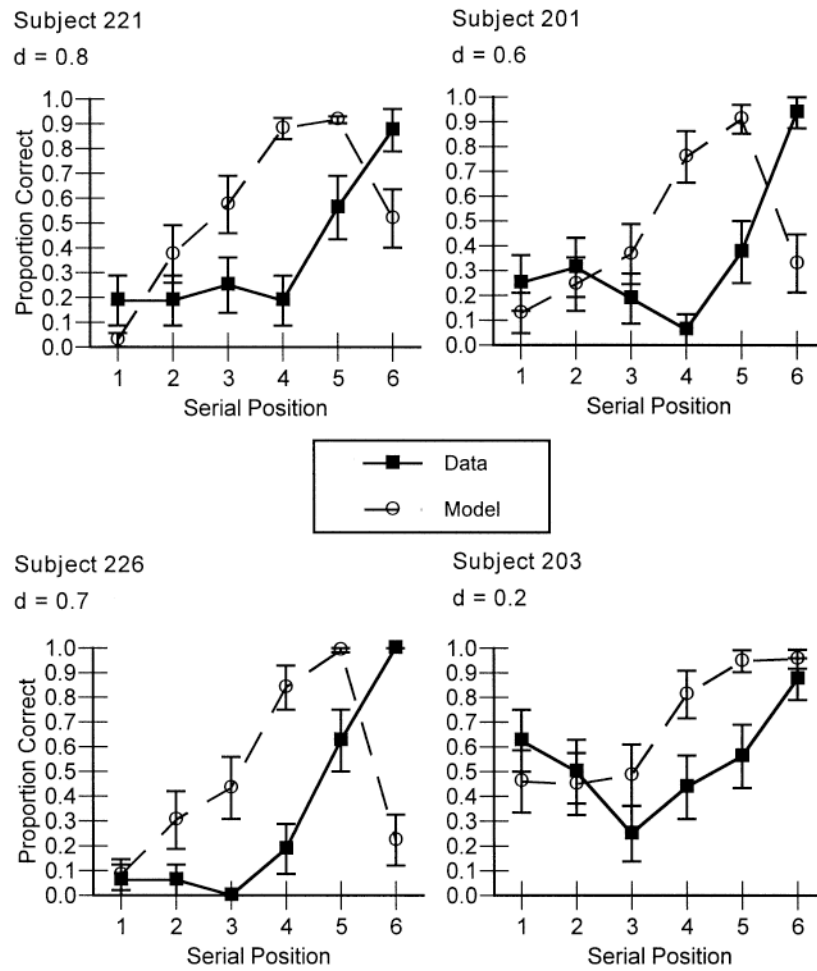 Subject 221
d = 0.8
Proportion Correct
1.0
0.9
0.8
0.7
0.6
0.5
0.4
0.3
0.2
0.1
0.0
1 2 3 4 5 6
Serial Position
Subject 201
d = 0.6
1.0
0.9
0.8
0.7
0.6
0.5
0.4
0.3
0.2
0.1
0.0
1 2 3 4 5 6
Serial Position
Data
Model
Subject 226
d = 0.7
Proportion Correct
1.0
0.9
0.8
0.7
0.6
0.5
0.4
0.3
0.2
0.1
0.0
1 2 3 4 5 6
Serial Position
Subject 203
d = 0.2
1.0
0.9
0.8
0.7
0.6
0.5
0.4
0.3
0.2
0.1
0.0
1 2 3 4 5 6
Serial Position